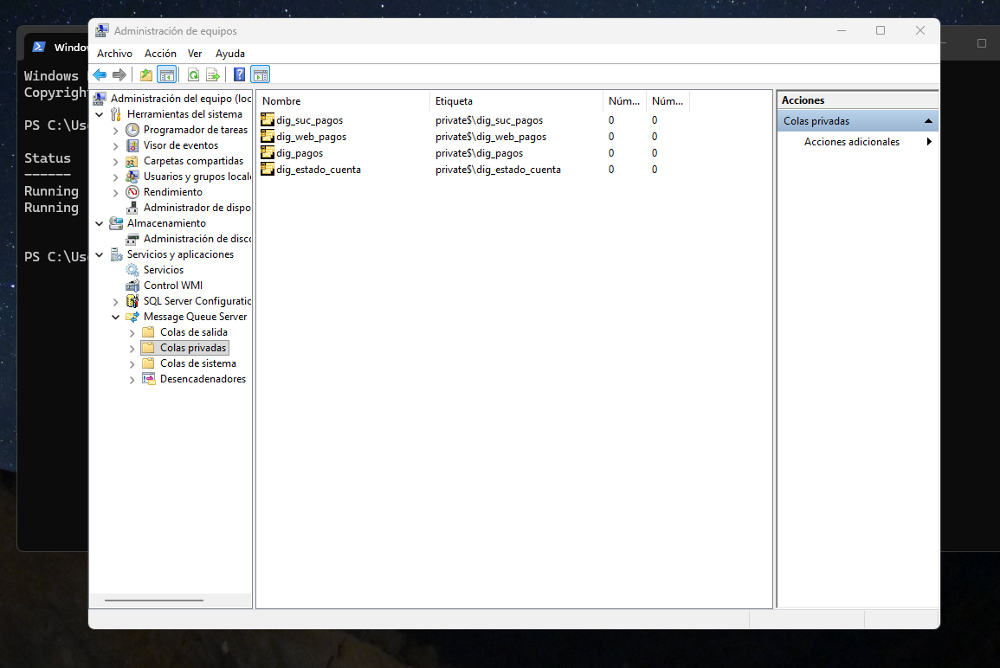 Administración de equipos
Archivo Acción Ver Ayuda
Administración del equipo (loc
Herramientas del sistema
Programador de tareas
Visor de eventos
Carpetas compartidas
Usuarios y grupos locale
Rendimiento
Administrador de dispo
Almacenamiento
Administración de disco
Servicios y aplicaciones
Servicios
Control WMI
SQL Server Configuratic
Message Queue Server
Colas de salida
Colas privadas
Colas de sistema
Desencadenadores
Nombre Etiqueta Núm... Núm...
dig_suc_pagos private$\dig_suc_pagos 0 0
dig_web_pagos private$\dig_web_pagos 0 0
dig_pagos private$\dig_pagos 0 0
dig_estado_cuenta private$\dig_estado_cuenta 0 0
Acciones
Colas privadas
Acciones adicionales
Window
Windows
Copyrigh
PS C:\Use
Status
------
Running
Running
PS C:\Use